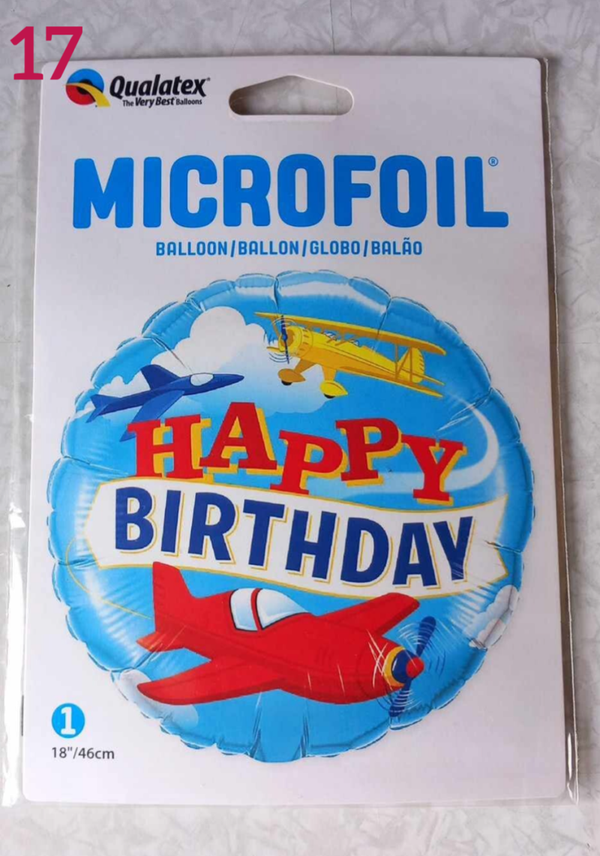 17
Qualatex®
The Very Best Balloons
MICROFOIL®
BALLOON/BALLON/GLOBO/BALÃO
HAPPY
BIRTHDAY
1
18"/46cm